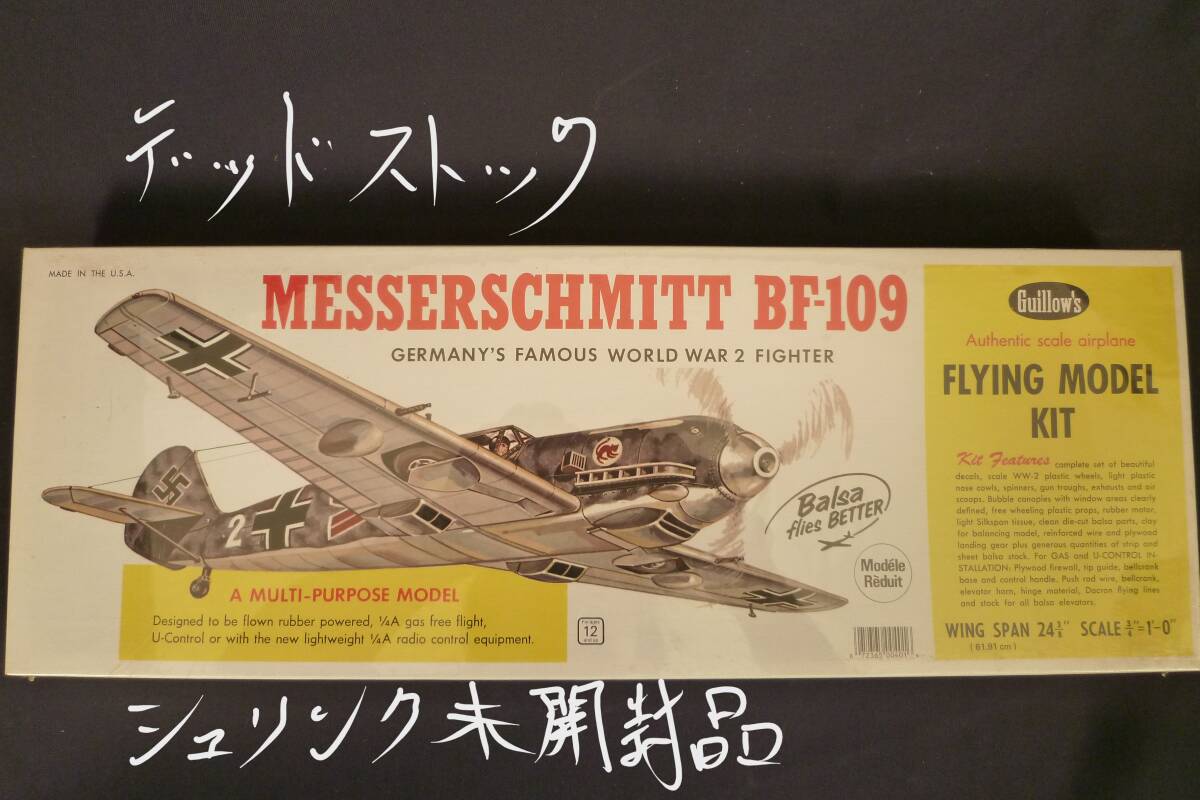 デッドストック
MADE IN THE U.S.A.
MESSERSCHMITT BF-109
GERMANY'S FAMOUS WORLD WAR 2 FIGHTER
2
Balsa
flies BETTER
Modéle
Rèduit
A MULTI-PURPOSE MODEL
Designed to be flown rubber powered, ¼A gas free flight,
U-Control or with the new lightweight ¼A radio control equipment.
12
Guillow's
Authentic scale airplane
FLYING MODEL
KIT
Kit Features complete set of beautiful
decals, scale WW-2 plastic wheels, light plastic
nose cowls, spinners, gun troughs, exhausts and air
scoops. Bubble canopies with window areas clearly
defined, free wheeling plastic props, rubber motor,
light Silkspan tissue, clean die-cut balsa parts, clay
for balancing model, reinforced wire and plywood
landing gear plus generous quantities of strip and
sheet balsa stock. For GAS and U-CONTROL IN-
STALLATION: Plywood firewall, tip guide, bellcrank
base and control handle. Push rod wire, bellcrank,
elevator horn, hinge material, Dacron flying lines
and stock for all balsa elevators.
WING SPAN 24⅜" SCALE ¾"=1'-0"
(61.91 cm)
シュリンク未開封品